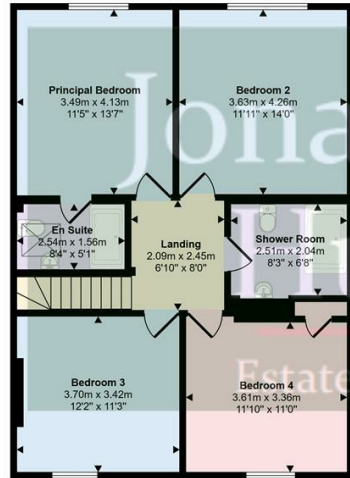 Principal Bedroom
3.49m x 4.13m
11'5" x 13'7"
Bedroom 2
3.63m x 4.26m
11'11" x 14'0"
Jona
En Suite
2.54m x 1.56m
8'4" x 5'1"
Landing
2.09m x 2.45m
6'10" x 8'0"
Shower Room
2.51m x 2.04m
8'3" x 6'8"
Hu
Bedroom 3
3.70m x 3.42m
12'2" x 11'3"
Bedroom 4
3.61m x 3.36m
11'10" x 11'0"
Estate